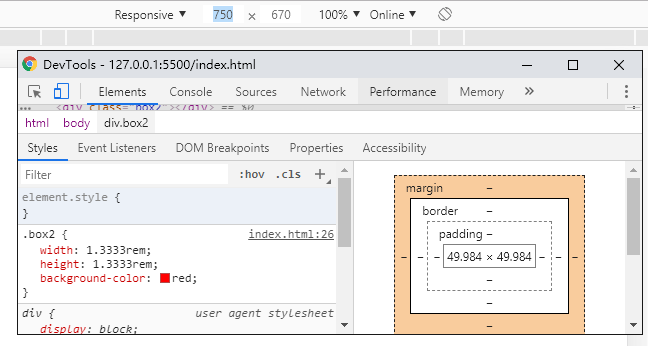 Responsive ▼ 750 × 670 100% ▼ Online ▼
DevTools - 127.0.0.1:5500/index.html
Elements Console Sources Network Performance Memory »
<div class="box2"></div> == $0
html body div.box2
Styles Event Listeners DOM Breakpoints Properties Accessibility
Filter :hov .cls +
element.style {
}
.box2 { index.html:26
width: 1.3333rem;
height: 1.3333rem;
background-color: red;
}
div { user agent stylesheet
display: block;
margin –
border –
padding –
– – – 49.984 × 49.984 – – –
–
–
–